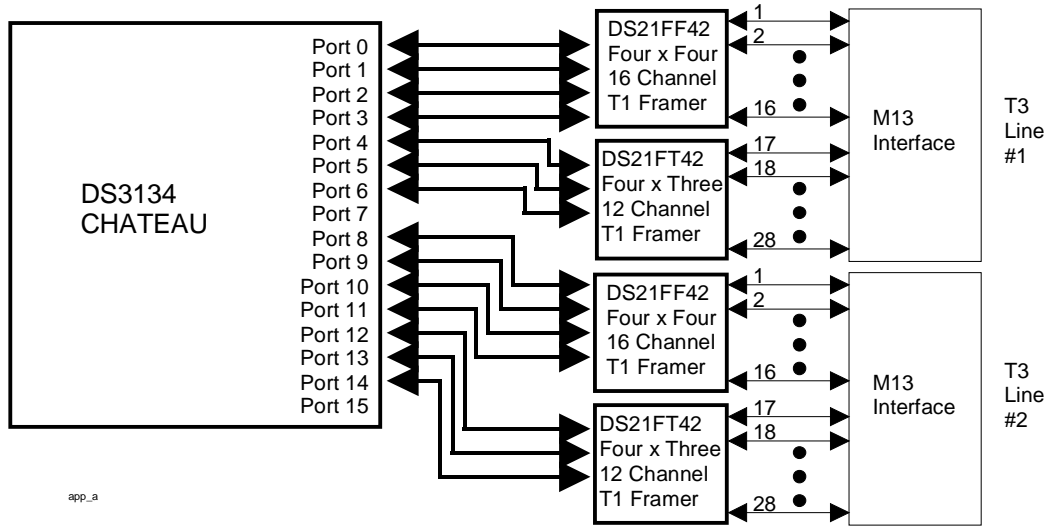 DS3134
CHATEAU
Port 0
Port 1
Port 2
Port 3
Port 4
Port 5
Port 6
Port 7
Port 8
Port 9
Port 10
Port 11
Port 12
Port 13
Port 14
Port 15
DS21FF42
Four x Four
16 Channel
T1 Framer
1
2
16
DS21FT42
Four x Three
12 Channel
T1 Framer
17
18
28
M13
Interface
T3
Line
#1
DS21FF42
Four x Four
16 Channel
T1 Framer
1
2
16
DS21FT42
Four x Three
12 Channel
T1 Framer
17
18
28
M13
Interface
T3
Line
#2
app_a